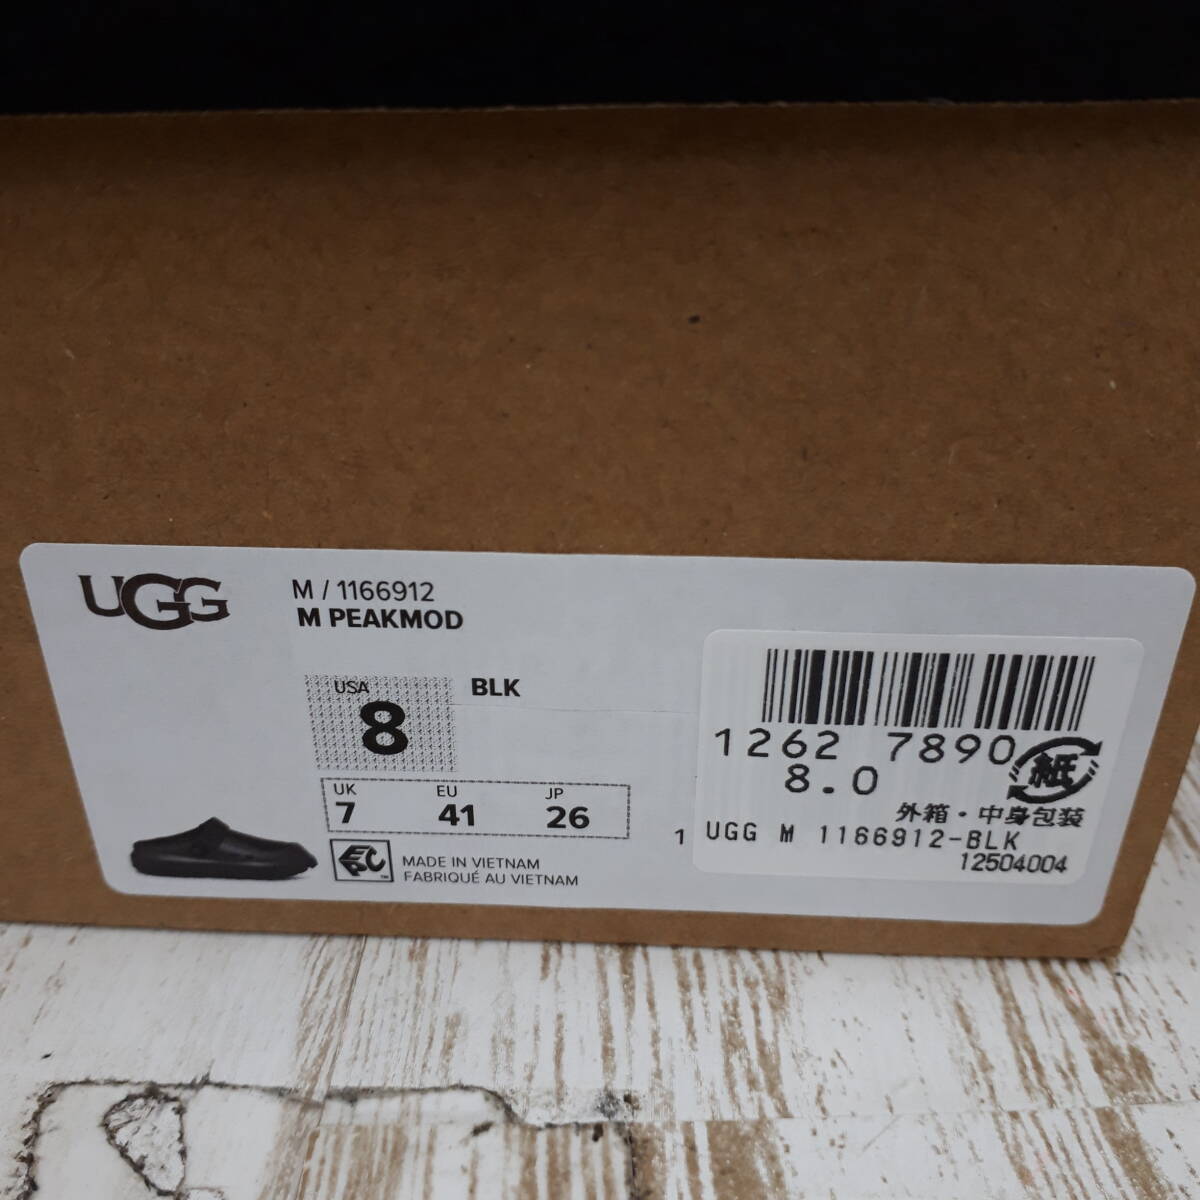 UGG
M / 1166912
M PEAKMOD
USA
8
BLK
UK
7
EU
41
JP
26
MADE IN VIETNAM
FABRIQUÉ AU VIETNAM
1
1262 7890
8.0
紙
外箱・中身包装
UGG M 1166912-BLK
12504004